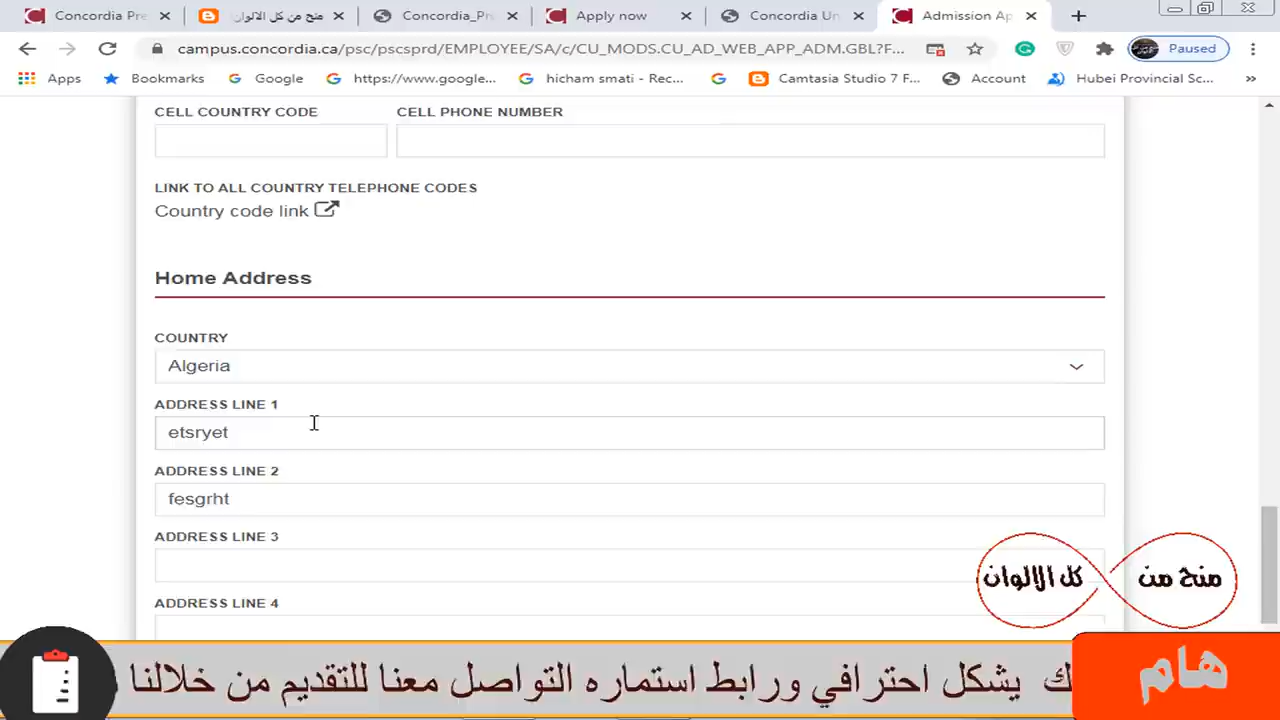 Concordia Pre
منح من كل الالوان
Concordia_Pr
Apply now
Concordia Un
Admission Ap
campus.concordia.ca/psc/pscsprd/EMPLOYEE/SA/c/CU_MODS.CU_AD_WEB_APP_ADM.GBL?F...
Paused
Apps
Bookmarks
Google
https://www.google...
hicham smati - Rec...
Camtasia Studio 7 F...
Account
Hubei Provincial Sc...
»
CELL COUNTRY CODE
CELL PHONE NUMBER
LINK TO ALL COUNTRY TELEPHONE CODES
Country code link
Home Address
COUNTRY
Algeria
ADDRESS LINE 1
etsryet
ADDRESS LINE 2
fesgrht
ADDRESS LINE 3
ADDRESS LINE 4
منح من كل الالوان
هام
ك يشكل احترافي ورابط استماره التواصل معنا للتقديم من خلالنا